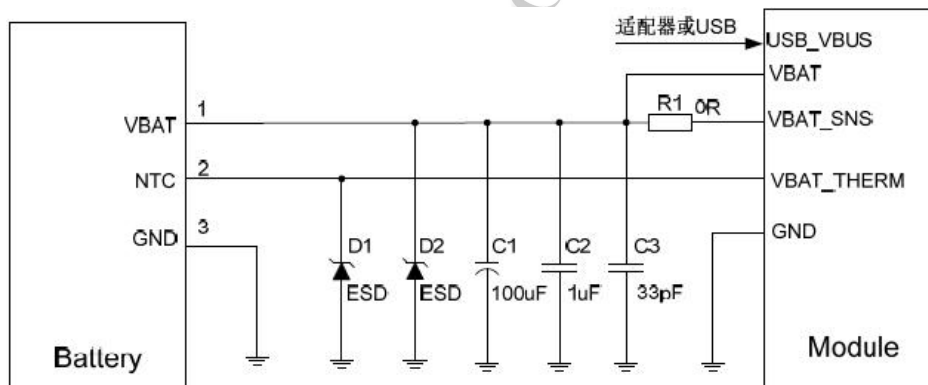 适配器或USB
USB_VBUS
VBAT
R1 0R
VBAT 1
VBAT_SNS
NTC 2
VBAT_THERM
GND 3
GND
D1 D2 C1 C2 C3
ESD ESD 100uF 1uF 33pF
Battery
Module